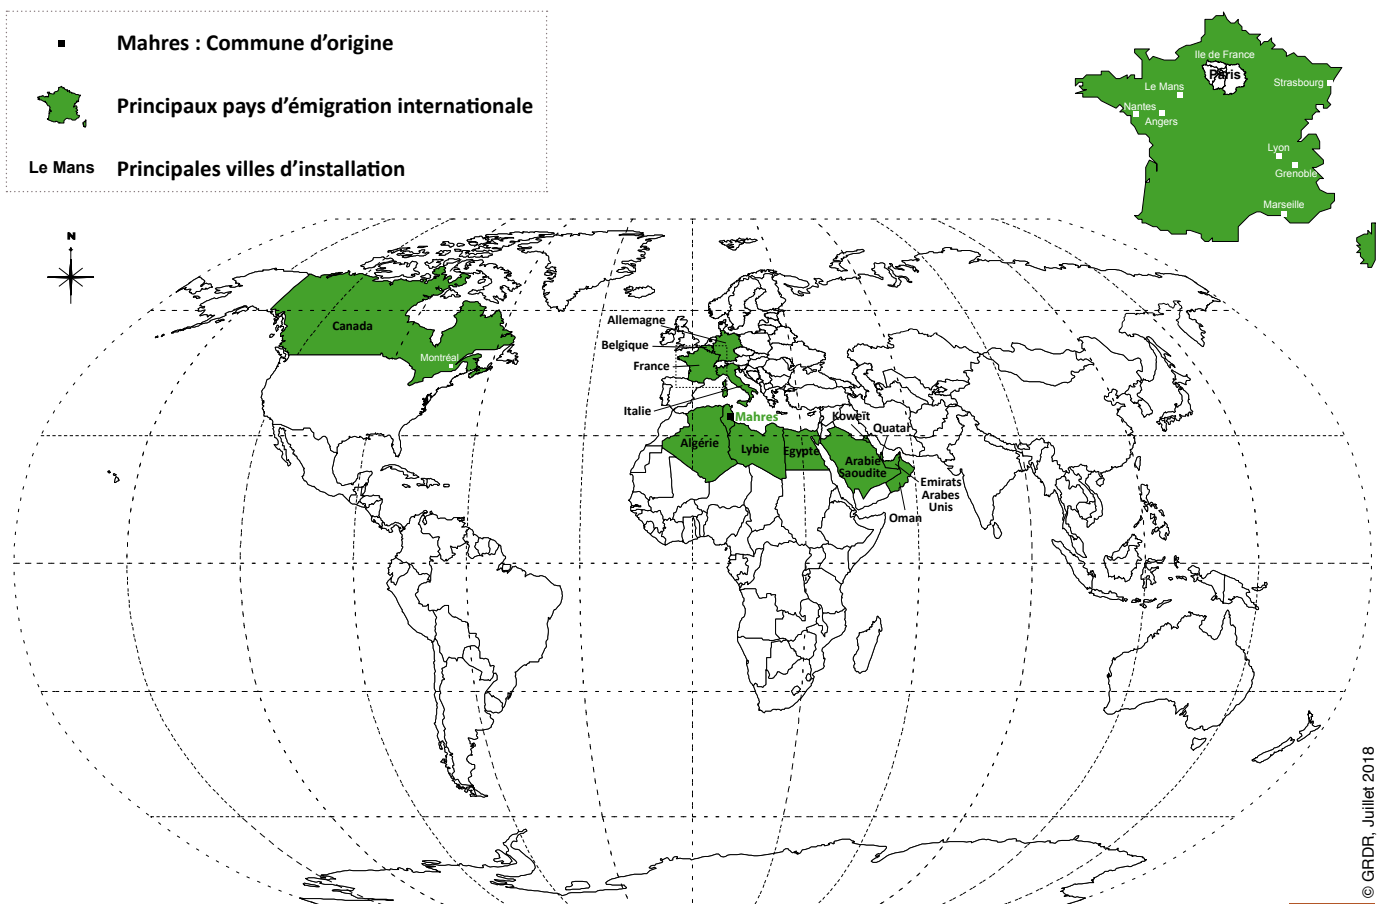 Mahres : Commune d'origine
Principaux pays d'émigration internationale
Le Mans Principales villes d'installation
Ile de France
Paris
Strasbourg
Le Mans
Nantes
Angers
Lyon
Grenoble
Marseille
N
Canada
Montréal
Allemagne
Belgique
France
Italie
Mahres
Algérie
Lybie
Egypte
Koweït
Quatar
Arabie
Saoudite
Emirats
Arabes
Unis
Oman
© GRDR, Juillet 2018